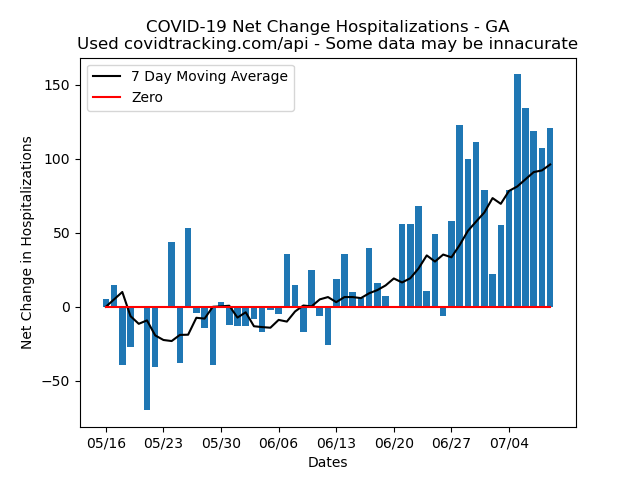 COVID-19 Net Change Hospitalizations - GA
Used covidtracking.com/api - Some data may be innacurate
7 Day Moving Average
Zero
150
100
50
0
−50
Net Change in Hospitalizations
05/16 05/23 05/30 06/06 06/13 06/20 06/27 07/04
Dates